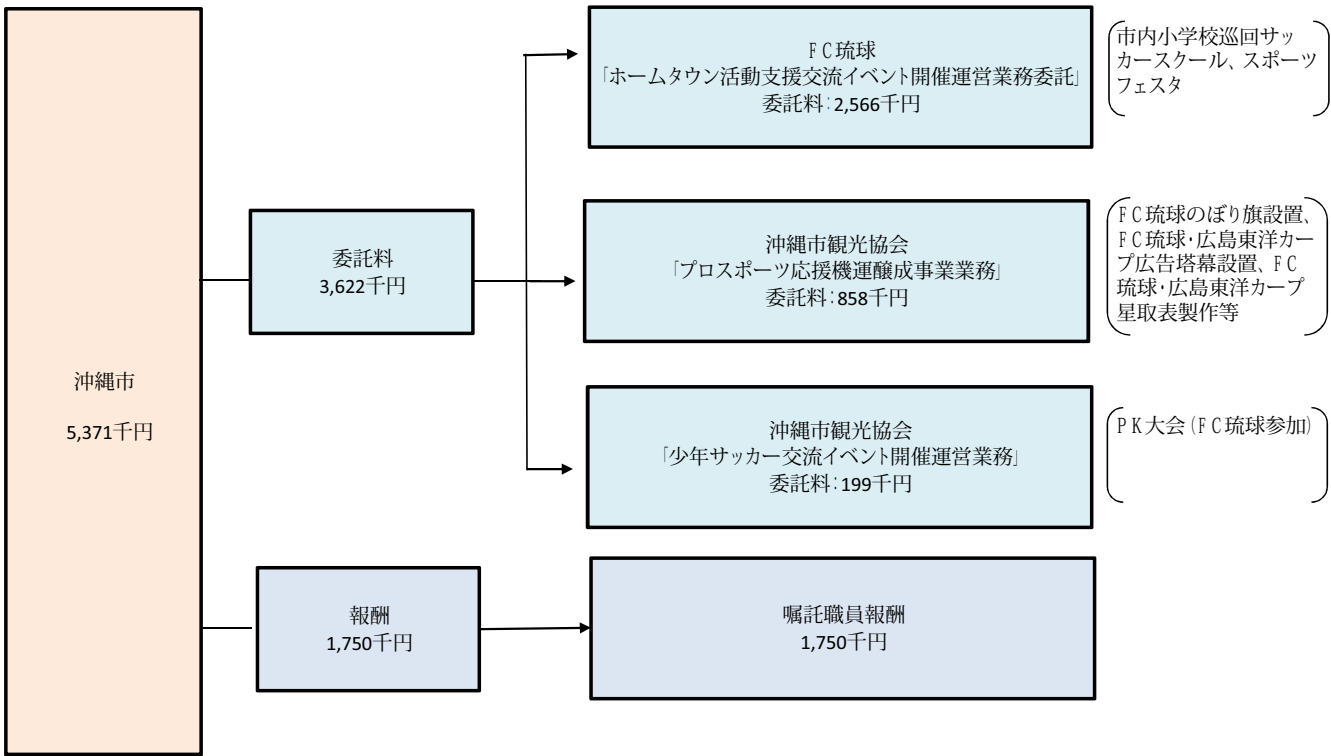 沖縄市
5,371千円
委託料
3,622千円
FC琉球
「ホームタウン活動支援交流イベント開催運営業務委託」
委託料:2,566千円
市内小学校巡回サッ
カースクール、スポーツ
フェスタ
沖縄市観光協会
「プロスポーツ応援機運醸成事業業務」
委託料:858千円
FC琉球のぼり旗設置、
FC琉球・広島東洋カー
プ広告塔幕設置、FC
琉球・広島東洋カープ
星取表製作等
沖縄市観光協会
「少年サッカー交流イベント開催運営業務」
委託料:199千円
PK大会(FC琉球参加)
報酬
1,750千円
嘱託職員報酬
1,750千円